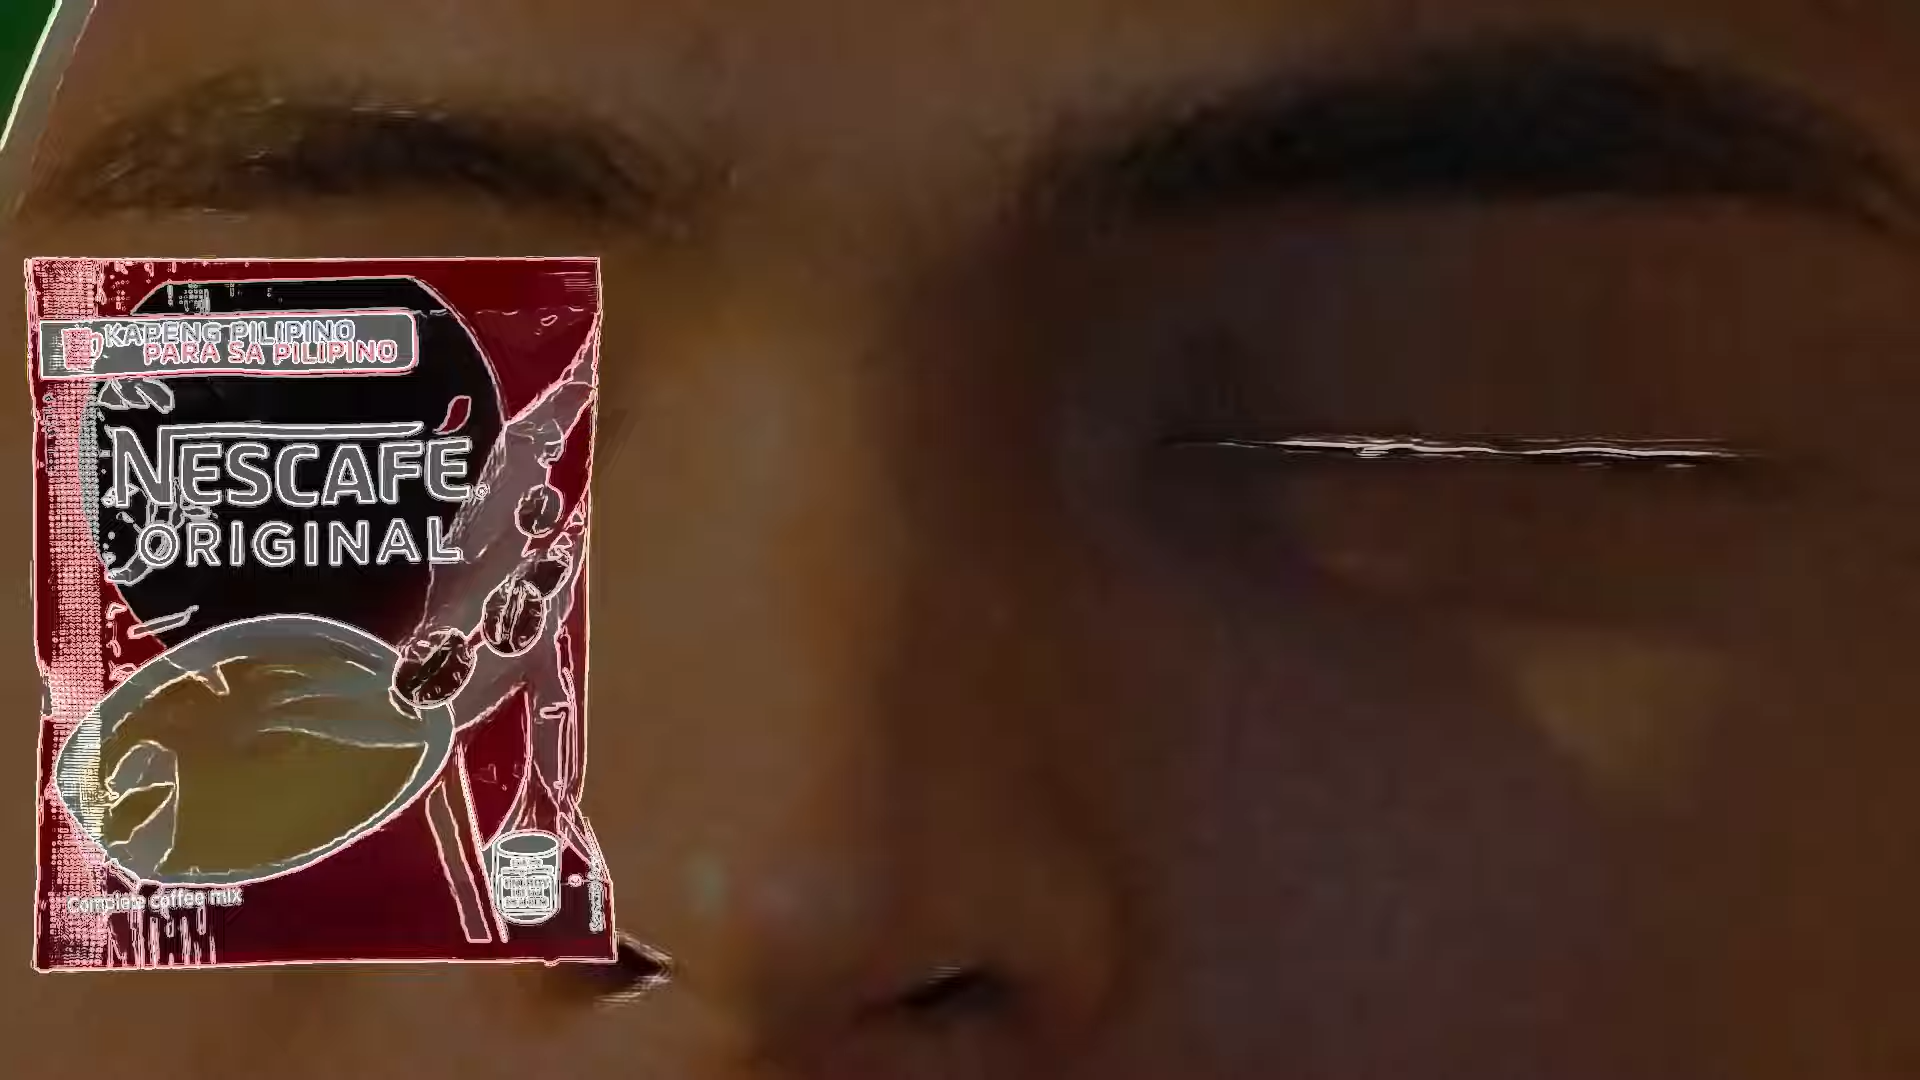 KAPENG PILIPINO
PARA SA PILIPINO
NESCAFÉ
ORIGINAL
Complete coffee mix